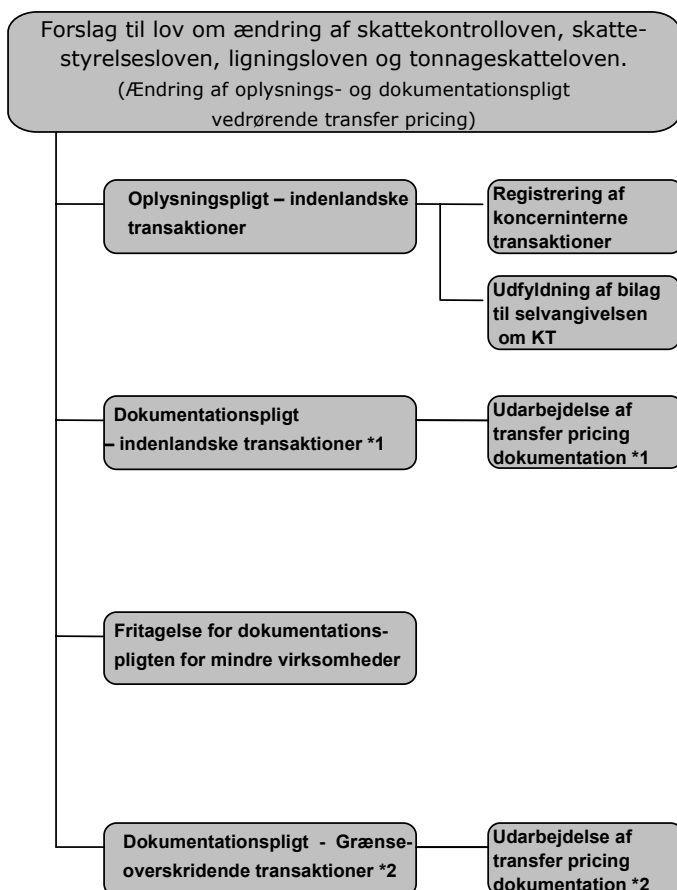 Forslag til lov om ændring af skattekontrolloven, skatte-
styrelsesloven, ligningsloven og tonnageskatteloven.
(Ændring af oplysnings- og dokumentationspligt
vedrørende transfer pricing)
Oplysningspligt – indenlandske
transaktioner
Registrering af
koncerninterne
transaktioner
Udfyldning af bilag
til selvangivelsen
om KT
Dokumentationspligt
– indenlandske transaktioner *1
Udarbejdelse af
transfer pricing
dokumentation *1
Fritagelse for dokumentations-
pligten for mindre virksomheder
Dokumentationspligt - Grænse-
overskridende transaktioner *2
Udarbejdelse af
transfer pricing
dokumentation *2